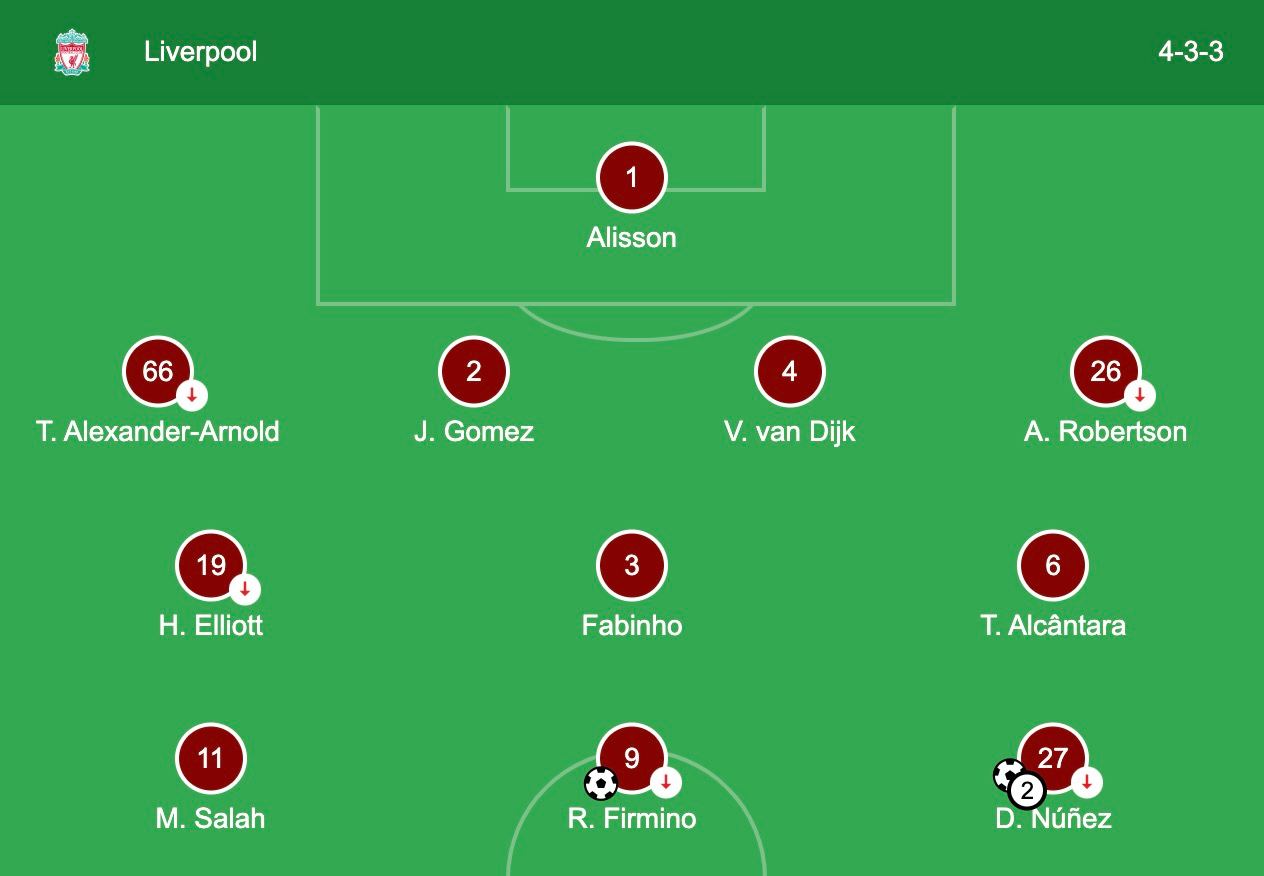 Liverpool
4-3-3
1
Alisson
66
2
4
26
T. Alexander-Arnold
J. Gomez
V. van Dijk
A. Robertson
19
3
6
H. Elliott
Fabinho
T. Alcântara
11
9
27
2
M. Salah
R. Firmino
D. Núñez